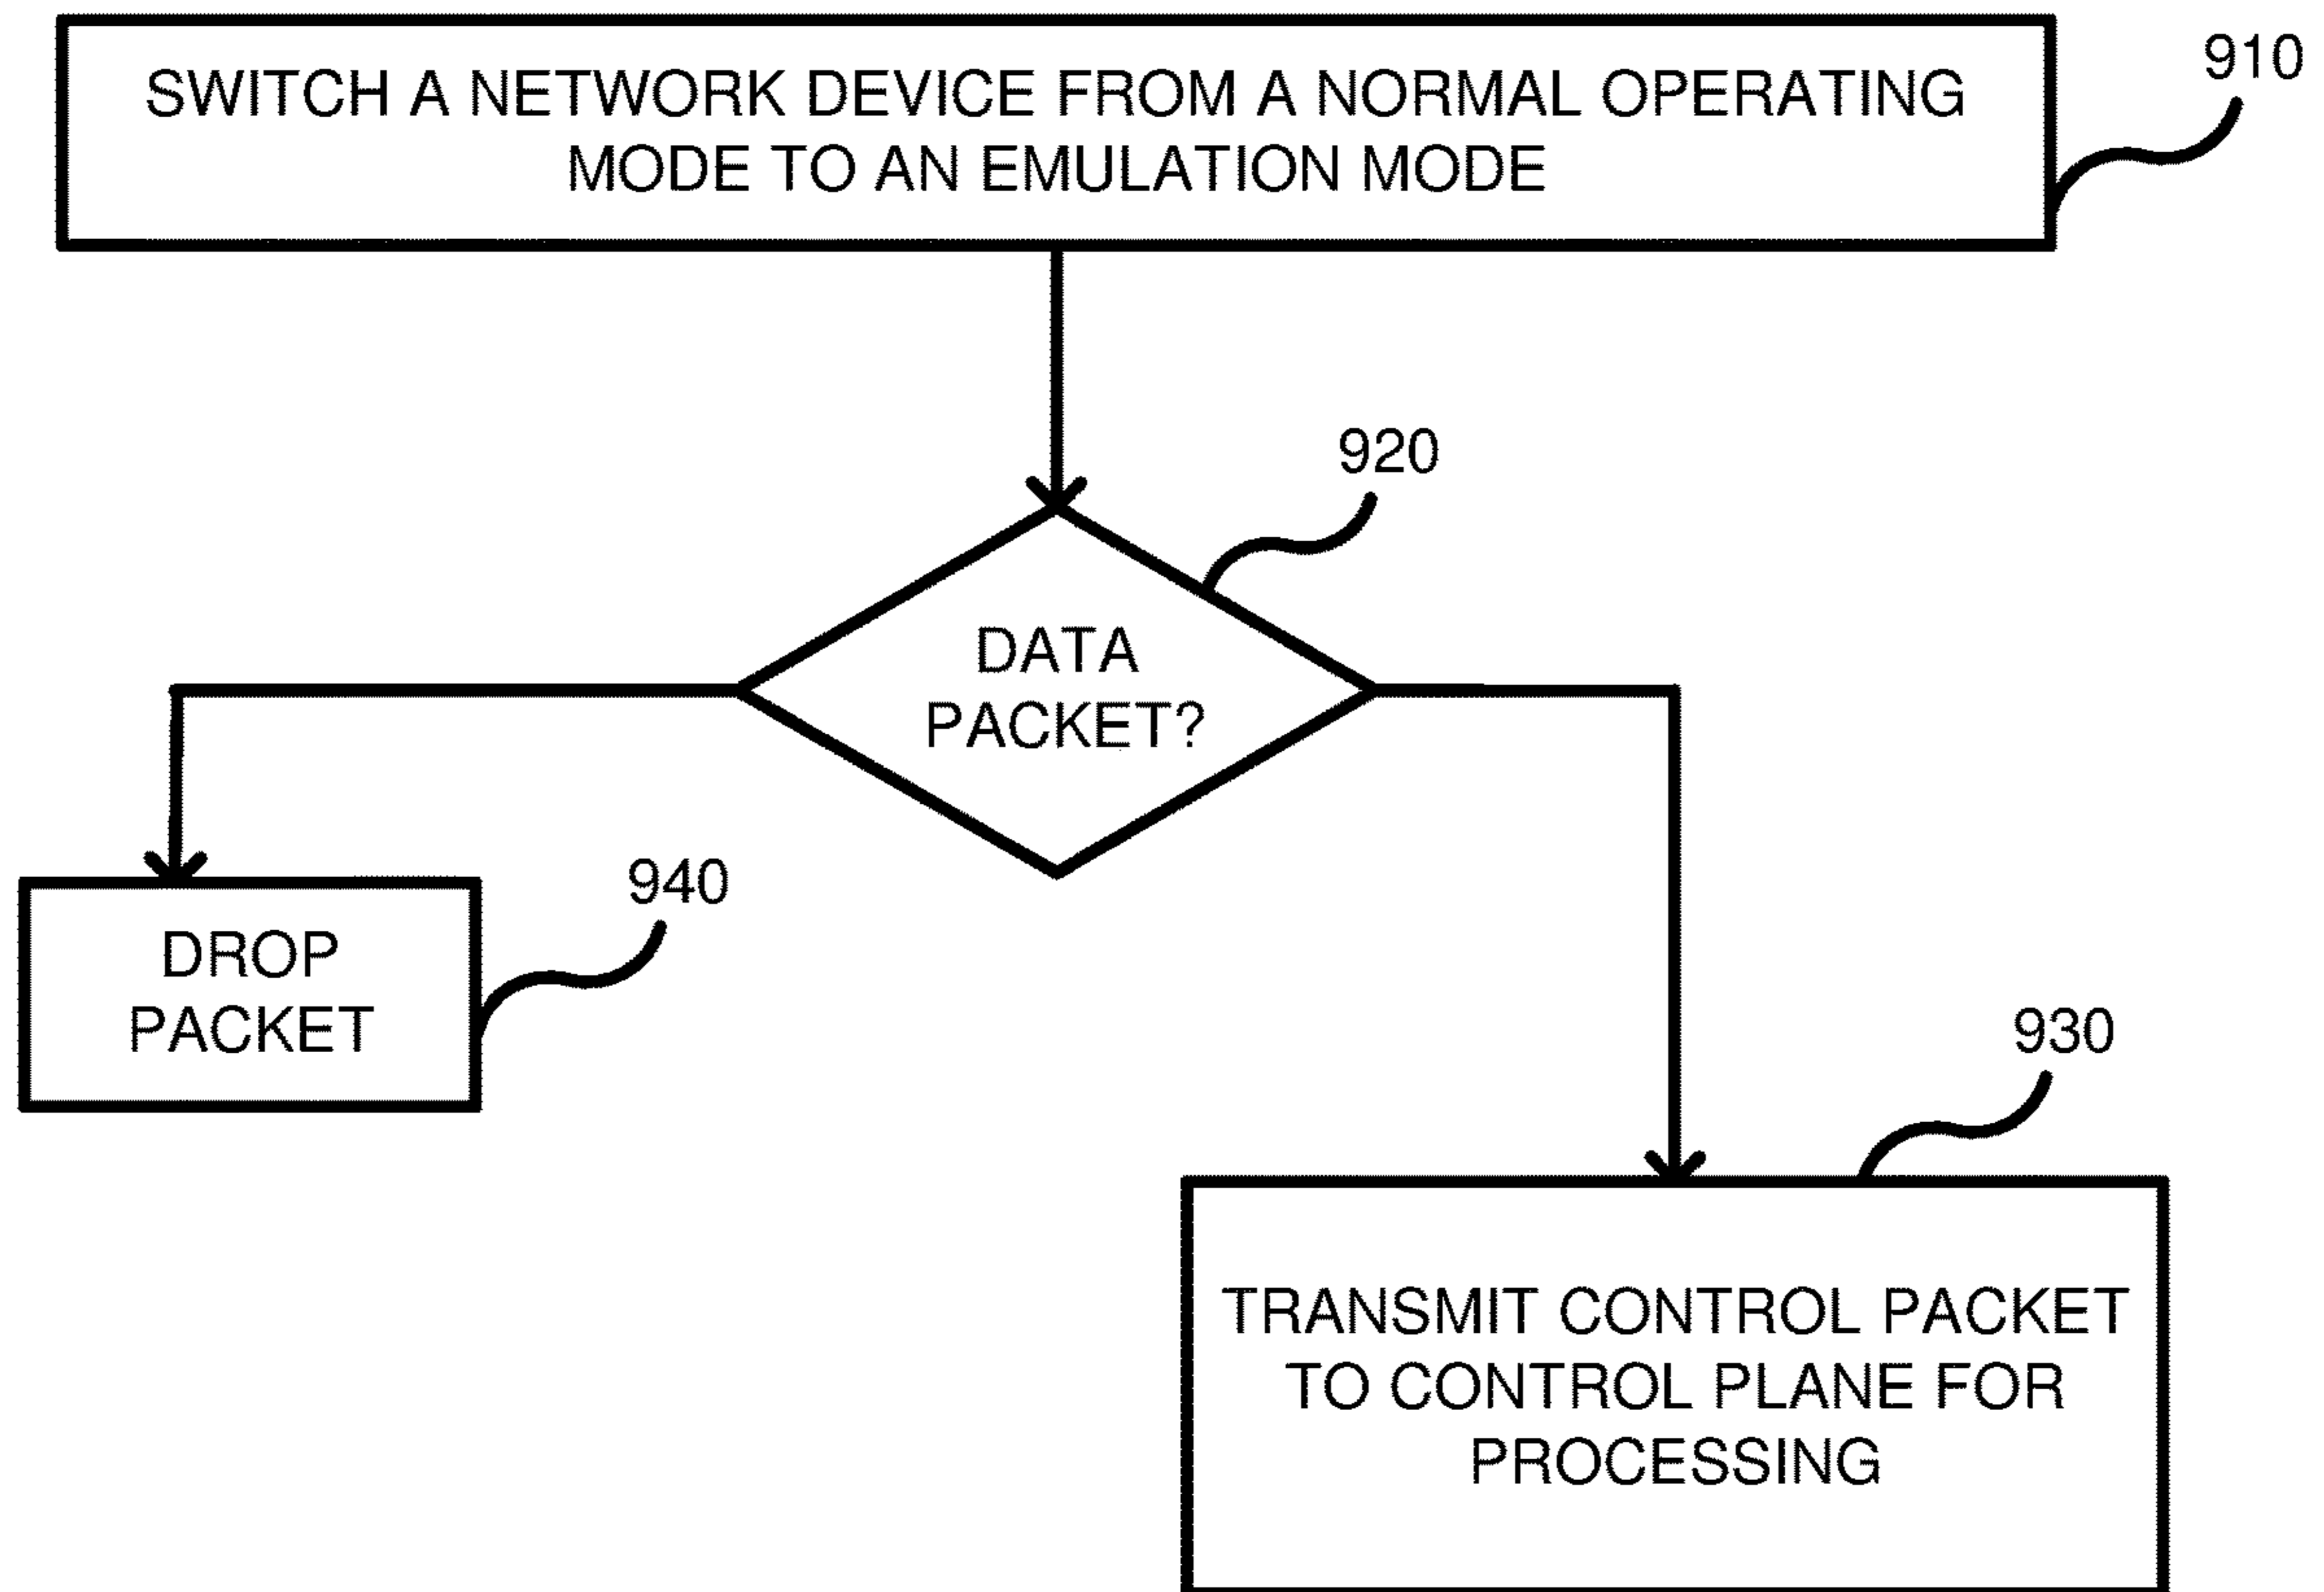 SWITCH A NETWORK DEVICE FROM A NORMAL OPERATING
MODE TO AN EMULATION MODE
910
920
DATA
PACKET?
940
DROP
PACKET
930
TRANSMIT CONTROL PACKET
TO CONTROL PLANE FOR
PROCESSING